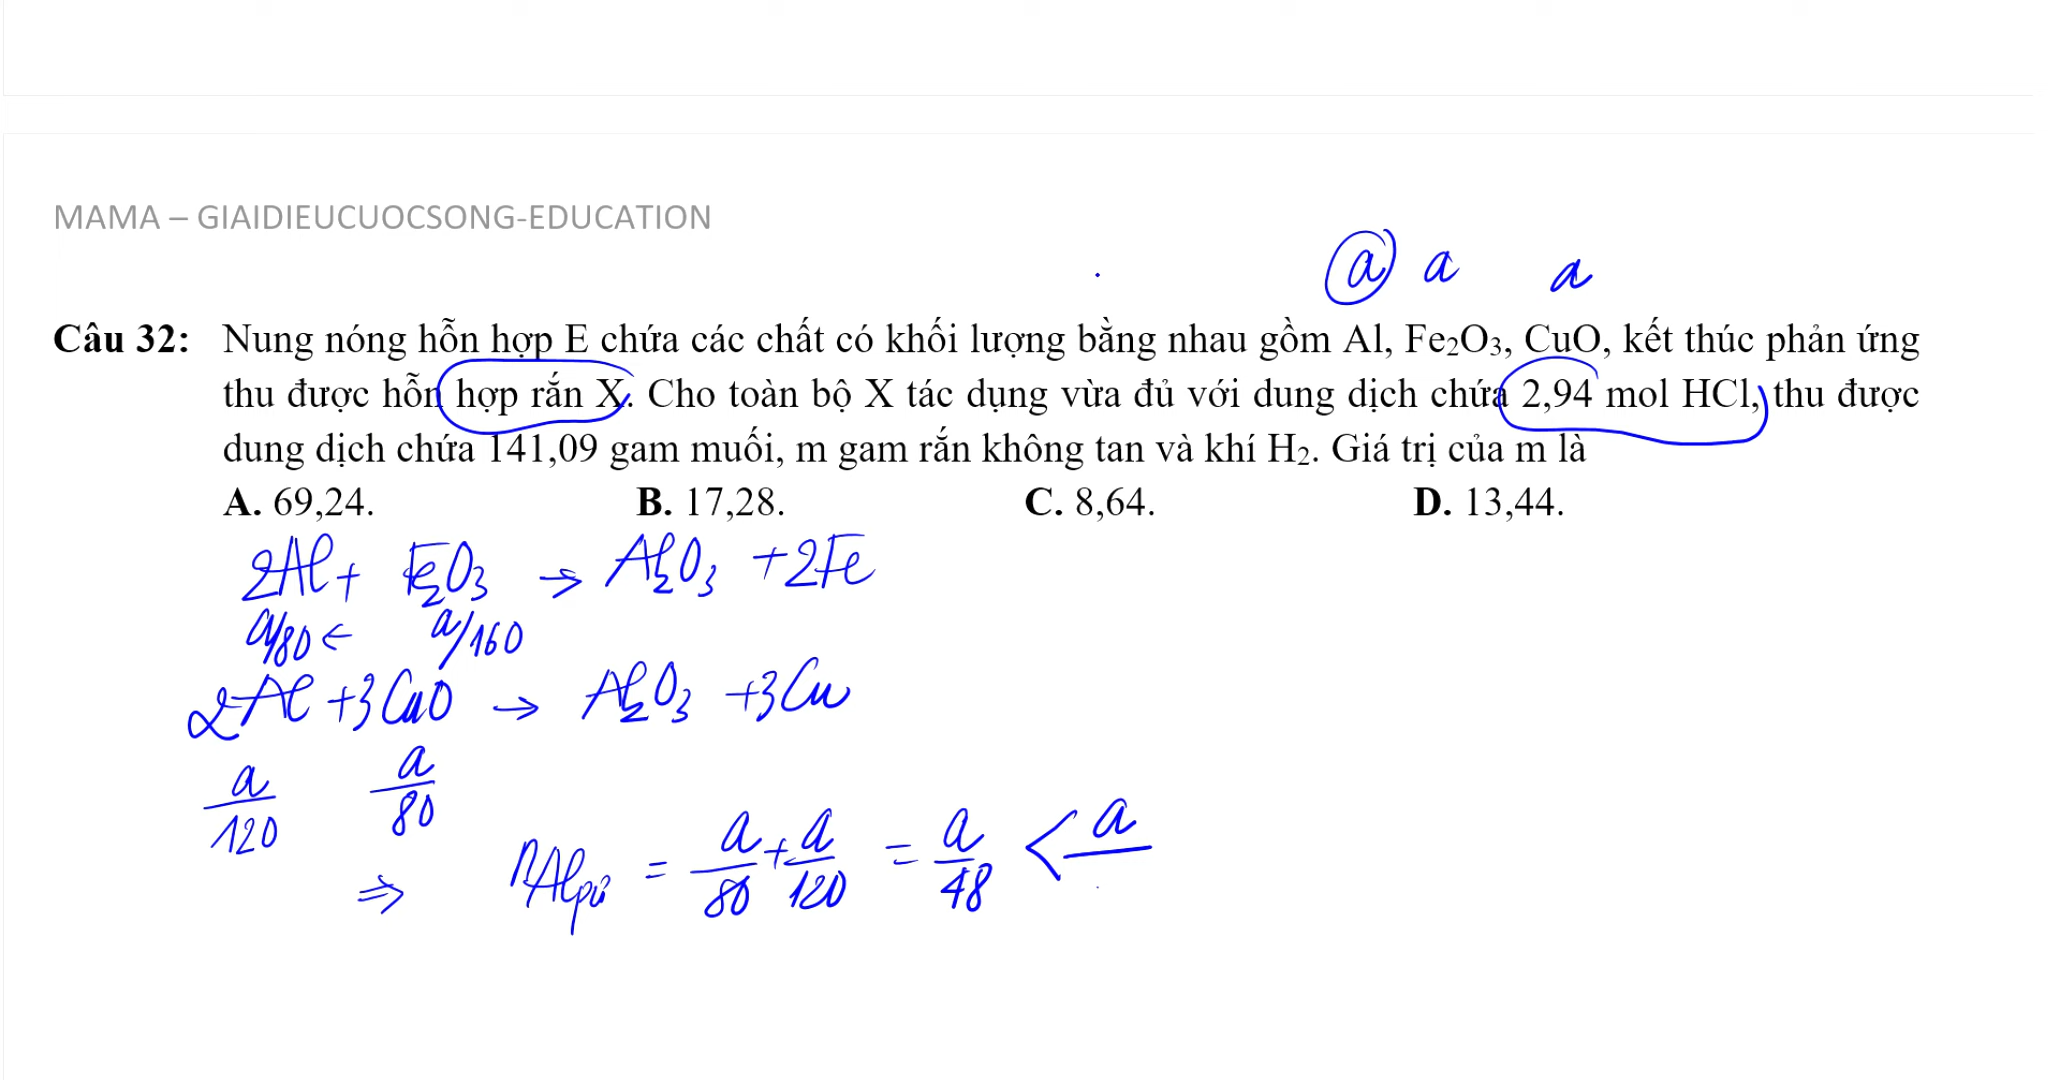 MAMA – GIAIDIEUCUOCSONG-EDUCATION
a a a
Câu 32: Nung nóng hỗn hợp E chứa các chất có khối lượng bằng nhau gồm Al, Fe₂O₃, CuO, kết thúc phản ứng
thu được hỗn hợp rắn X. Cho toàn bộ X tác dụng vừa đủ với dung dịch chứa 2,94 mol HCl, thu được
dung dịch chứa 141,09 gam muối, m gam rắn không tan và khí H₂. Giá trị của m là
A. 69,24. B. 17,28. C. 8,64. D. 13,44.
2Al + Fe₂O₃ → Al₂O₃ + 2Fe
a/80 ← a/160
2Al + 3CuO → Al₂O₃ + 3Cu
a/120 a/80
⇒ nAl pứ = a/80 + a/120 = a/48 < a/